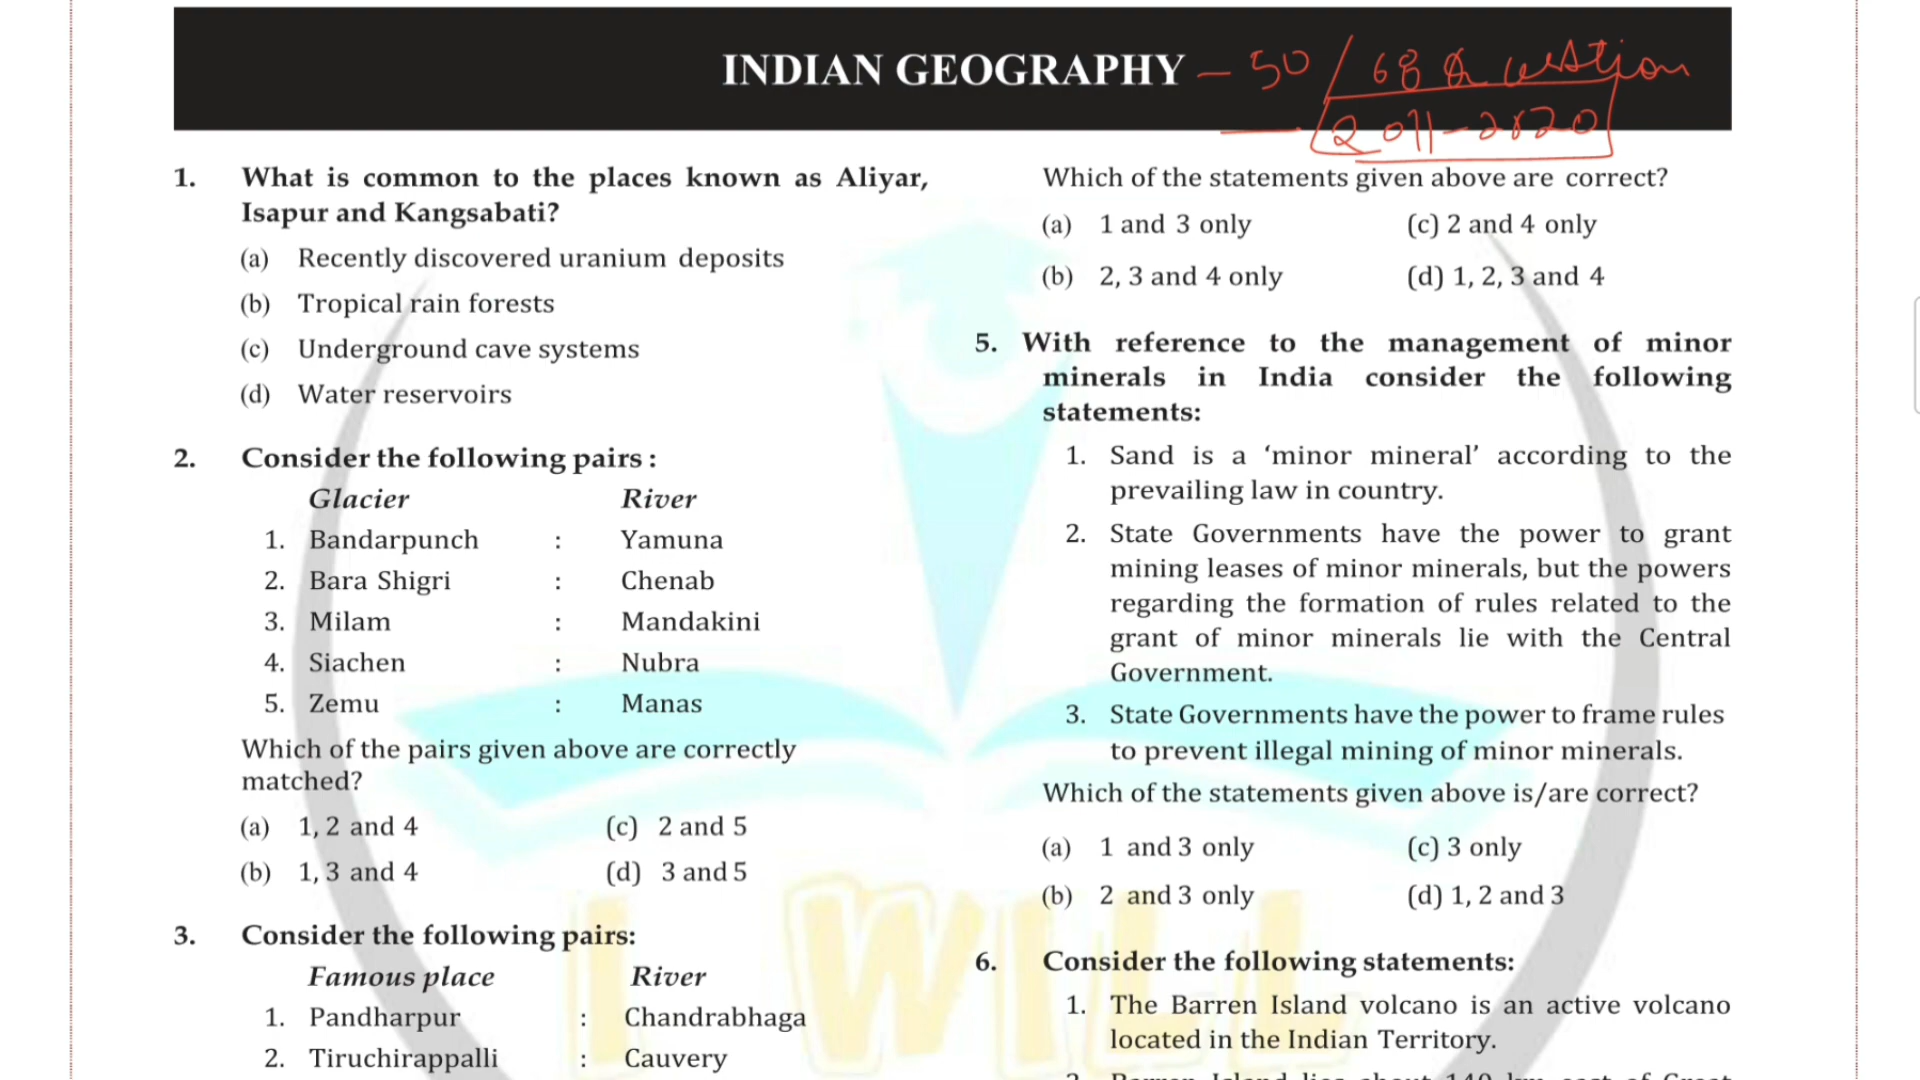 INDIAN GEOGRAPHY - 50 / 68 Question
2011-2020
1. What is common to the places known as Aliyar,
Isapur and Kangsabati?
(a) Recently discovered uranium deposits
(b) Tropical rain forests
(c) Underground cave systems
(d) Water reservoirs
2. Consider the following pairs :
Glacier River
1. Bandarpunch : Yamuna
2. Bara Shigri : Chenab
3. Milam : Mandakini
4. Siachen : Nubra
5. Zemu : Manas
Which of the pairs given above are correctly
matched?
(a) 1, 2 and 4 (c) 2 and 5
(b) 1, 3 and 4 (d) 3 and 5
3. Consider the following pairs:
Famous place River
1. Pandharpur : Chandrabhaga
2. Tiruchirappalli : Cauvery
Which of the statements given above are correct?
(a) 1 and 3 only (c) 2 and 4 only
(b) 2, 3 and 4 only (d) 1, 2, 3 and 4
5. With reference to the management of minor
minerals in India consider the following
statements:
1. Sand is a ‘minor mineral’ according to the
prevailing law in country.
2. State Governments have the power to grant
mining leases of minor minerals, but the powers
regarding the formation of rules related to the
grant of minor minerals lie with the Central
Government.
3. State Governments have the power to frame rules
to prevent illegal mining of minor minerals.
Which of the statements given above is/are correct?
(a) 1 and 3 only (c) 3 only
(b) 2 and 3 only (d) 1, 2 and 3
6. Consider the following statements:
1. The Barren Island volcano is an active volcano
located in the Indian Territory.
I WILL